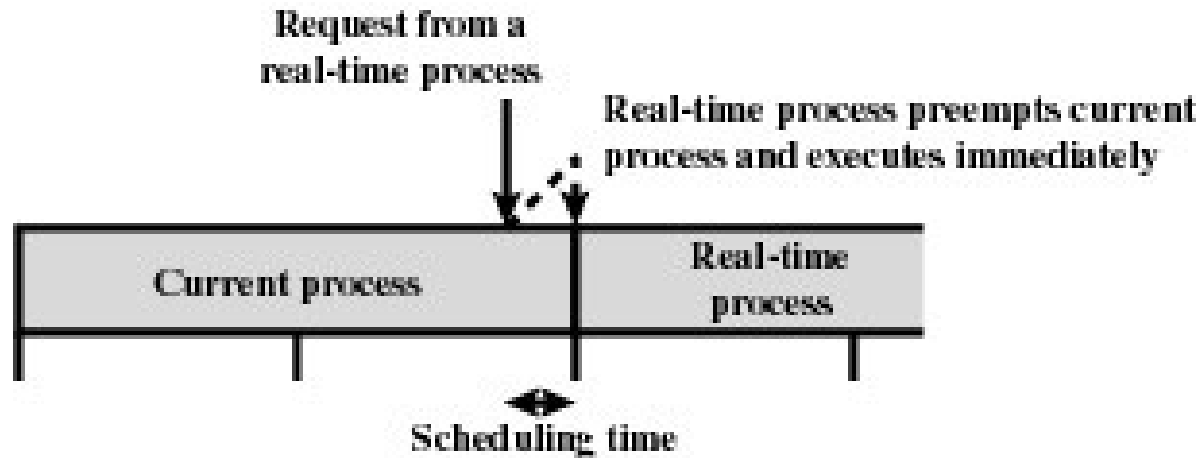 Request from a
real-time process
Real-time process preempts current
process and executes immediately
Current process
Real-time
process
Scheduling time